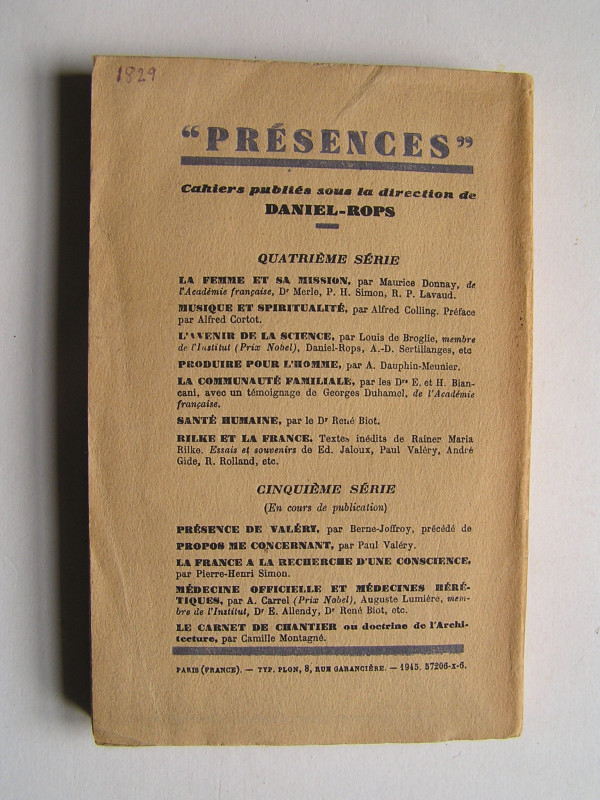 1829
“PRÉSENCES”
Cahiers publiés sous la direction de
DANIEL-ROPS
QUATRIÈME SÉRIE
LA FEMME ET SA MISSION, par Maurice Donnay, de
l'Académie française, Dr Merle, P. H. Simon, R. P. Lavaud.
MUSIQUE ET SPIRITUALITÉ, par Alfred Colling. Préface
par Alfred Cortot.
L'AVENIR DE LA SCIENCE, par Louis de Broglie, membre
de l'Institut (Prix Nobel), Daniel-Rops, A.-D. Sertillanges, etc
PRODUIRE POUR L'HOMME, par A. Dauphin-Meunier.
LA COMMUNAUTÉ FAMILIALE, par les Drs E. et H. Bian-
cani, avec un témoignage de Georges Duhamel, de l'Académie
française.
SANTÉ HUMAINE, par le Dr René Biot.
RILKE ET LA FRANCE. Textes inédits de Rainer Maria
Rilke. Essais et souvenirs de Ed. Jaloux, Paul Valéry, André
Gide, R. Rolland, etc.
CINQUIÈME SÉRIE
(En cours de publication)
PRÉSENCE DE VALÉRY, par Berne-Joffroy, précédé de
PROPOS ME CONCERNANT, par Paul Valéry.
LA FRANCE A LA RECHERCHE D'UNE CONSCIENCE,
par Pierre-Henri Simon.
MÉDECINE OFFICIELLE ET MÉDECINES HÉRÉ-
TIQUES, par A. Carrel (Prix Nobel), Auguste Lumière, mem-
bre de l'Institut, Dr E. Allendy, Dr René Biot, etc.
LE CARNET DE CHANTIER ou doctrine de l'Archi-
tecture, par Camille Montagné.
PARIS (FRANCE). — TYP. PLON, 8, RUE GARANCIÈRE. — 1945. 57206-X-6.